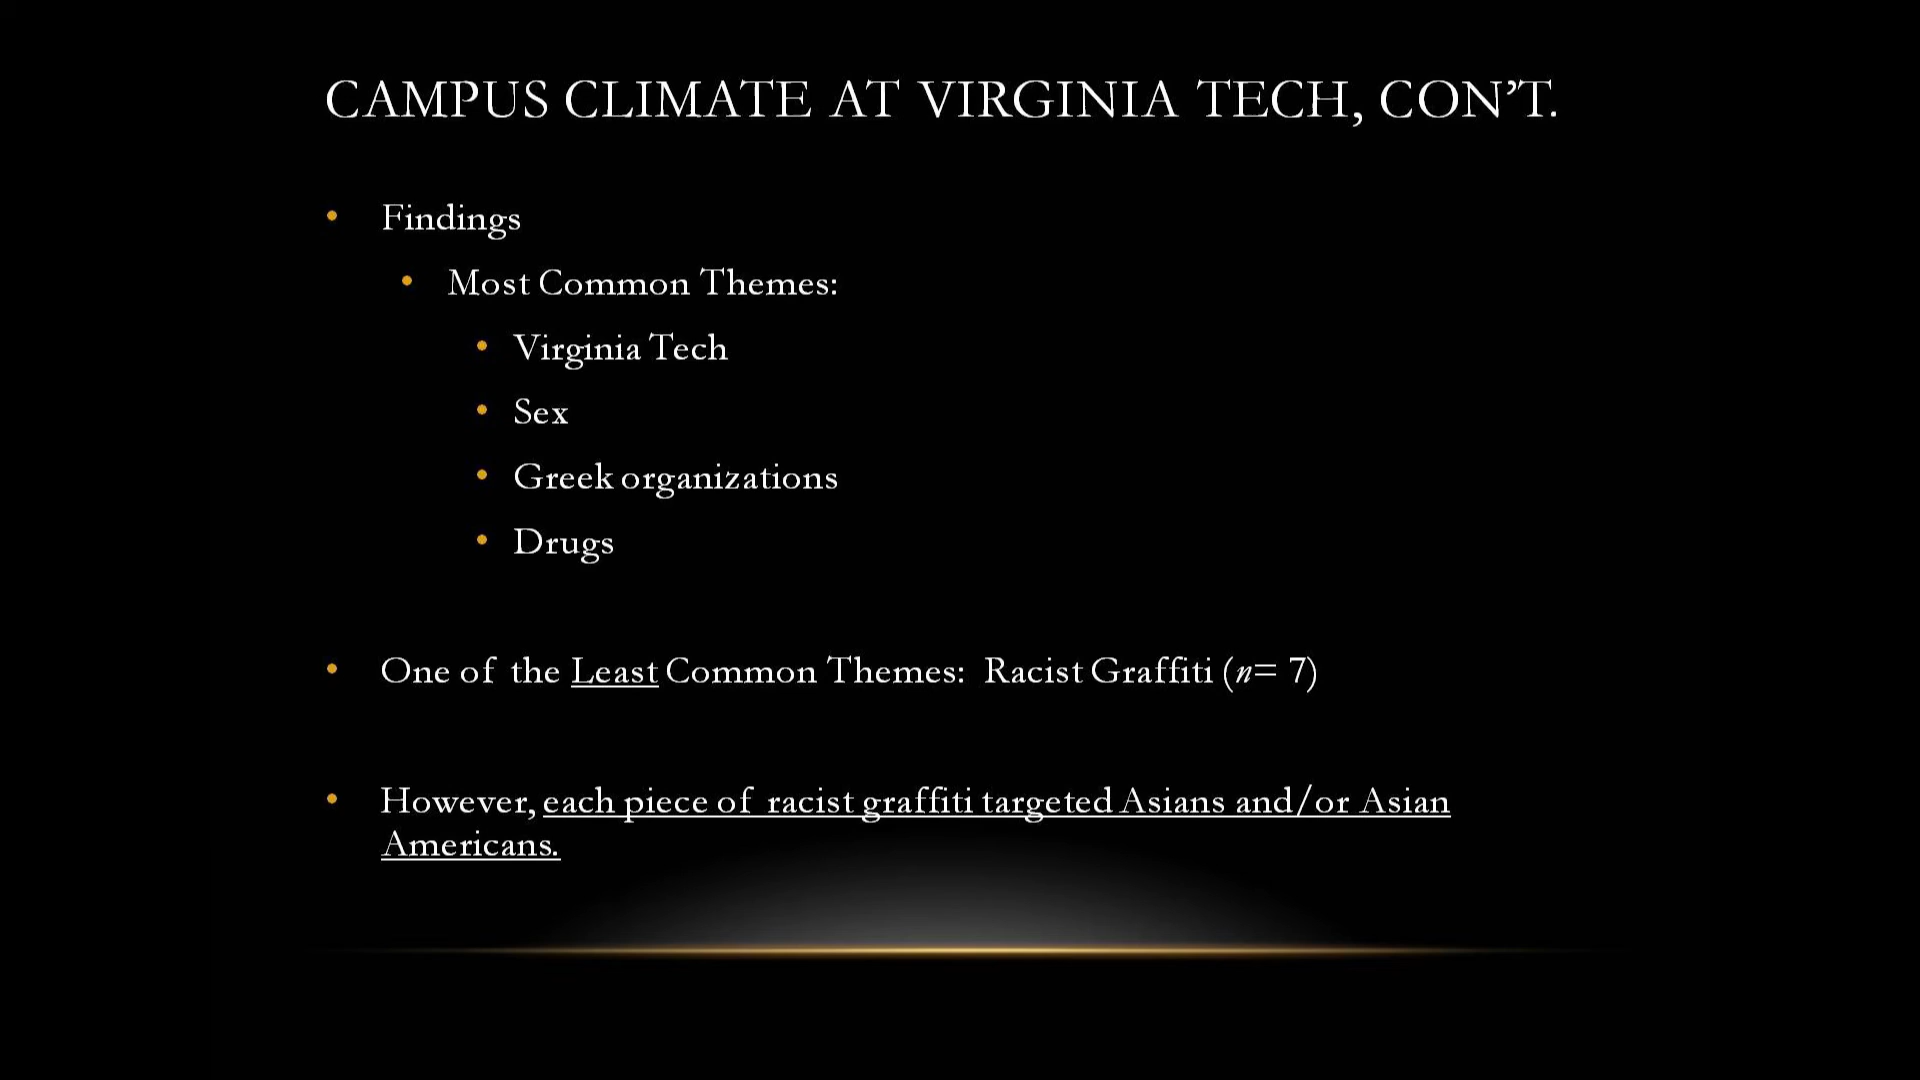 CAMPUS CLIMATE AT VIRGINIA TECH, CON’T.
• Findings
• Most Common Themes:
• Virginia Tech
• Sex
• Greek organizations
• Drugs
• One of the Least Common Themes: Racist Graffiti (n= 7)
• However, each piece of racist graffiti targeted Asians and/or Asian
Americans.